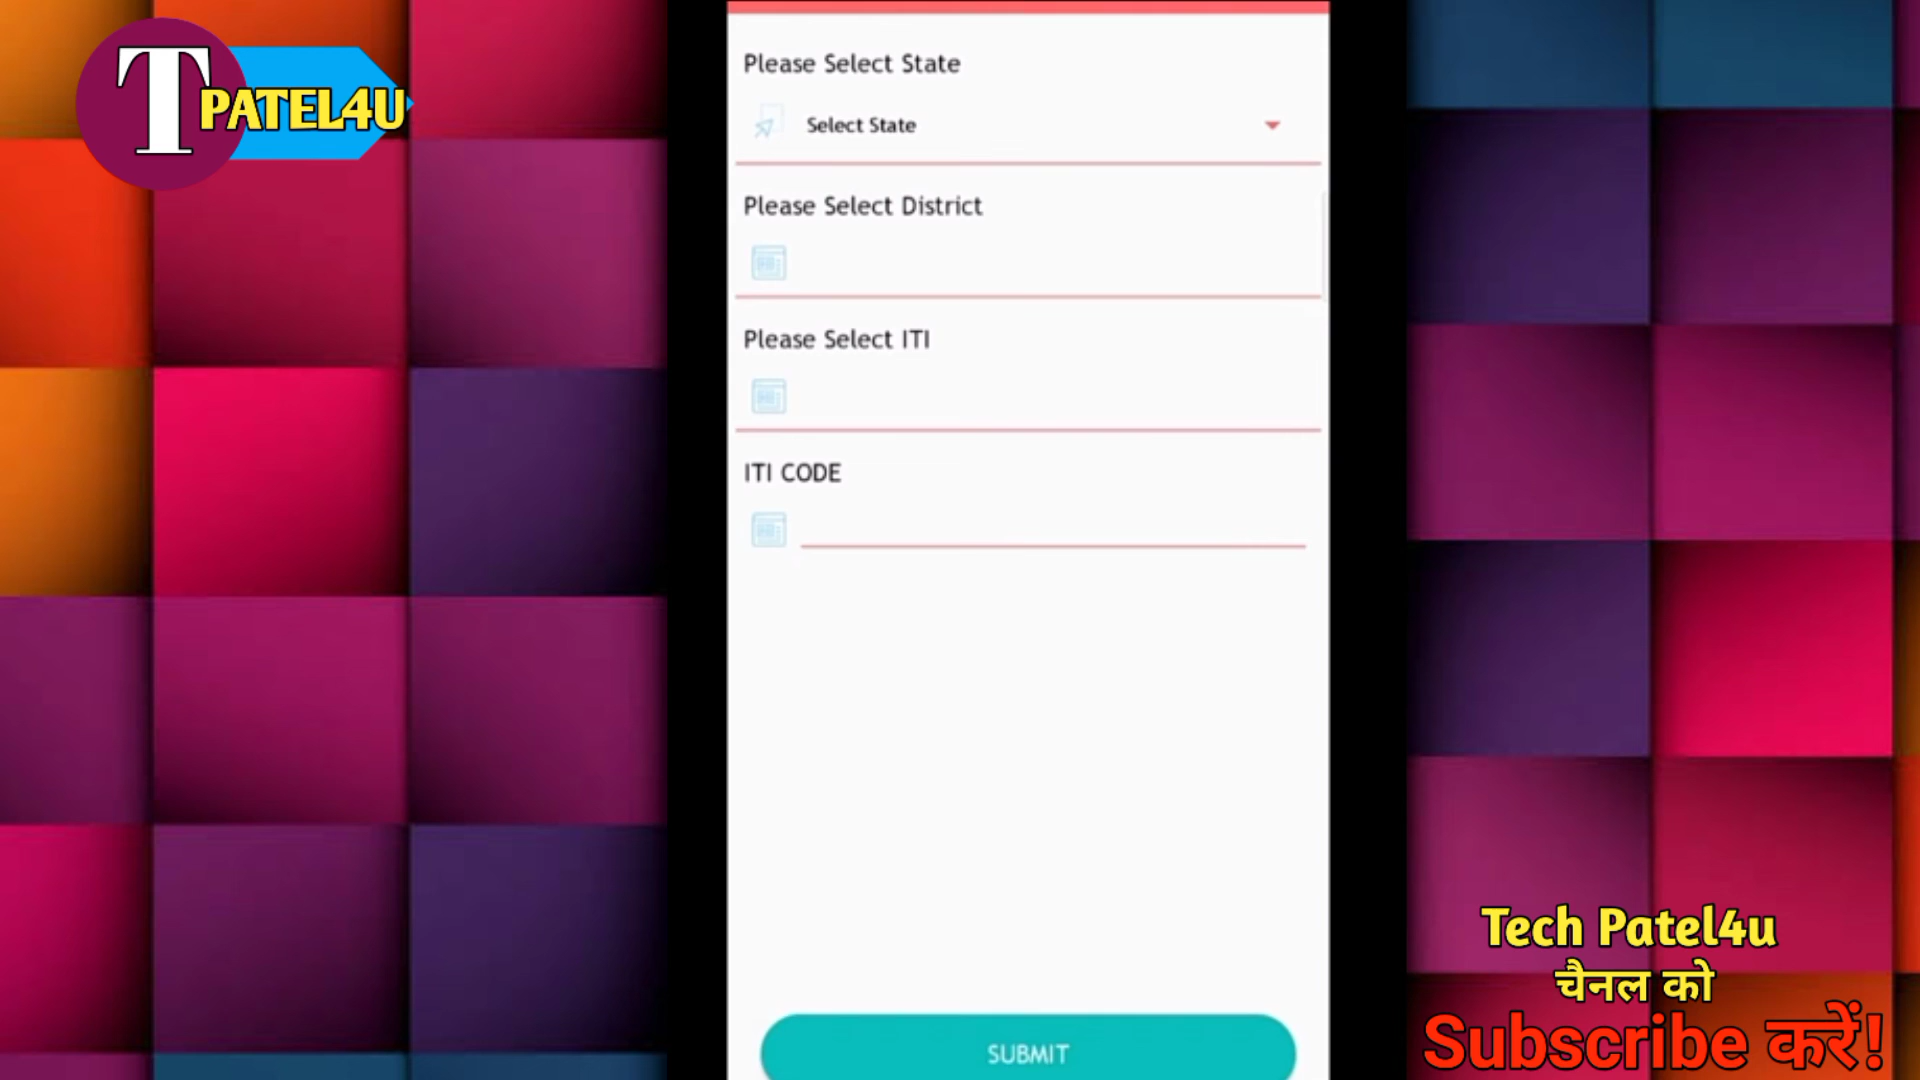 T
PATEL4U
Please Select State
Select State
Please Select District
Please Select ITI
ITI CODE
SUBMIT
Tech Patel4u
चैनल को
Subscribe करें!